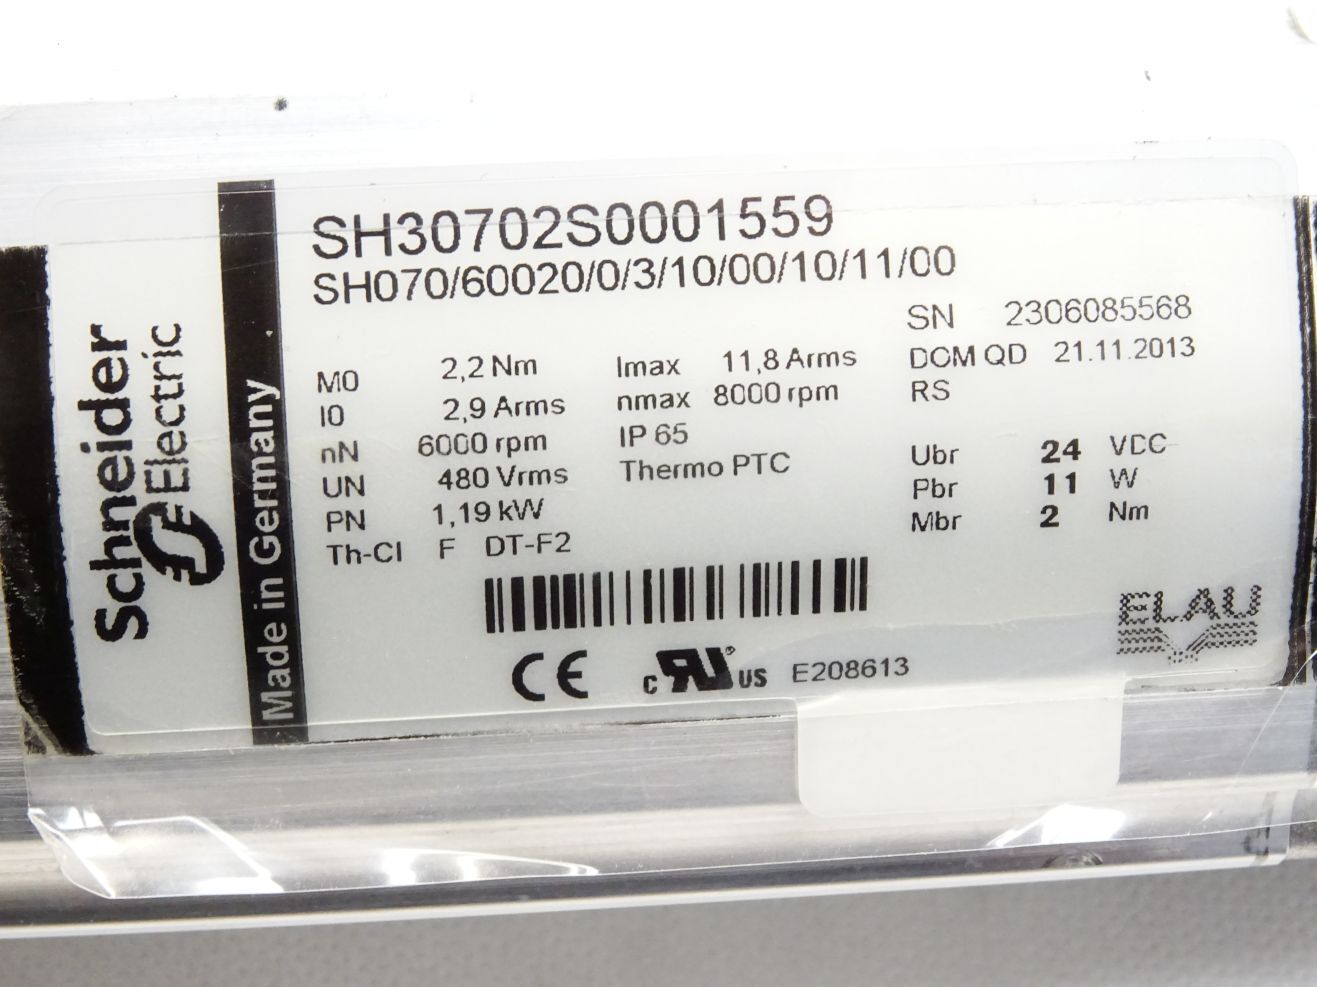 Schneider
Electric
Made in Germany
SH30702S0001559
SH070/60020/0/3/10/00/10/11/00
SN 2306085568
DOM QD 21.11.2013
RS
M0 2,2 Nm
I0 2,9 Arms
nN 6000 rpm
UN 480 Vrms
PN 1,19 kW
Th-Cl F DT-F2
Imax 11,8 Arms
nmax 8000 rpm
IP 65
Thermo PTC
Ubr 24 VDC
Pbr 11 W
Mbr 2 Nm
CE
c RU US E208613
ELAU